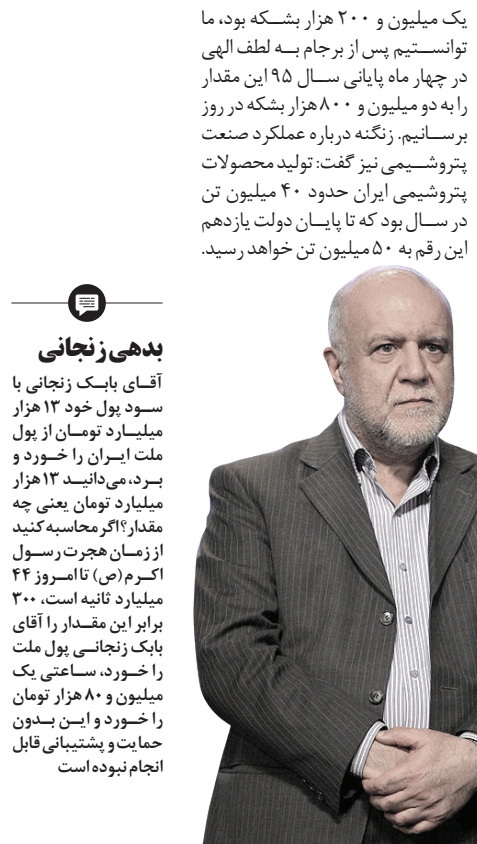 یک میلیون و ۲۰۰ هزار بشکه بود، ما
توانستیم پس از برجام به لطف الهی
در چهار ماه پایانی سال ۹۵ این مقدار
را به دو میلیون و ۸۰۰ هزار بشکه در روز
برسانیم. زنگنه درباره عملکرد صنعت
پتروشیمی نیز گفت: تولید محصولات
پتروشیمی ایران حدود ۴۰ میلیون تن
در سال بود که تا پایان دولت یازدهم
این رقم به ۵۰ میلیون تن خواهد رسید.
بدهی زنجانی
آقای بابک زنجانی با
سود پول خود ۱۳ هزار
میلیارد تومان از پول
ملت ایران را خورد و
برد، می‌دانید ۱۳ هزار
میلیارد تومان یعنی چه
مقدار؟ اگر محاسبه کنید
از زمان هجرت رسول
اکرم (ص) تا امروز ۴۴
میلیارد ثانیه است، ۳۰۰
برابر این مقدار را آقای
بابک زنجانی پول ملت
را خورد، ساعتی یک
میلیون و ۸۰ هزار تومان
را خورد و این بدون
حمایت و پشتیبانی قابل
انجام نبوده است